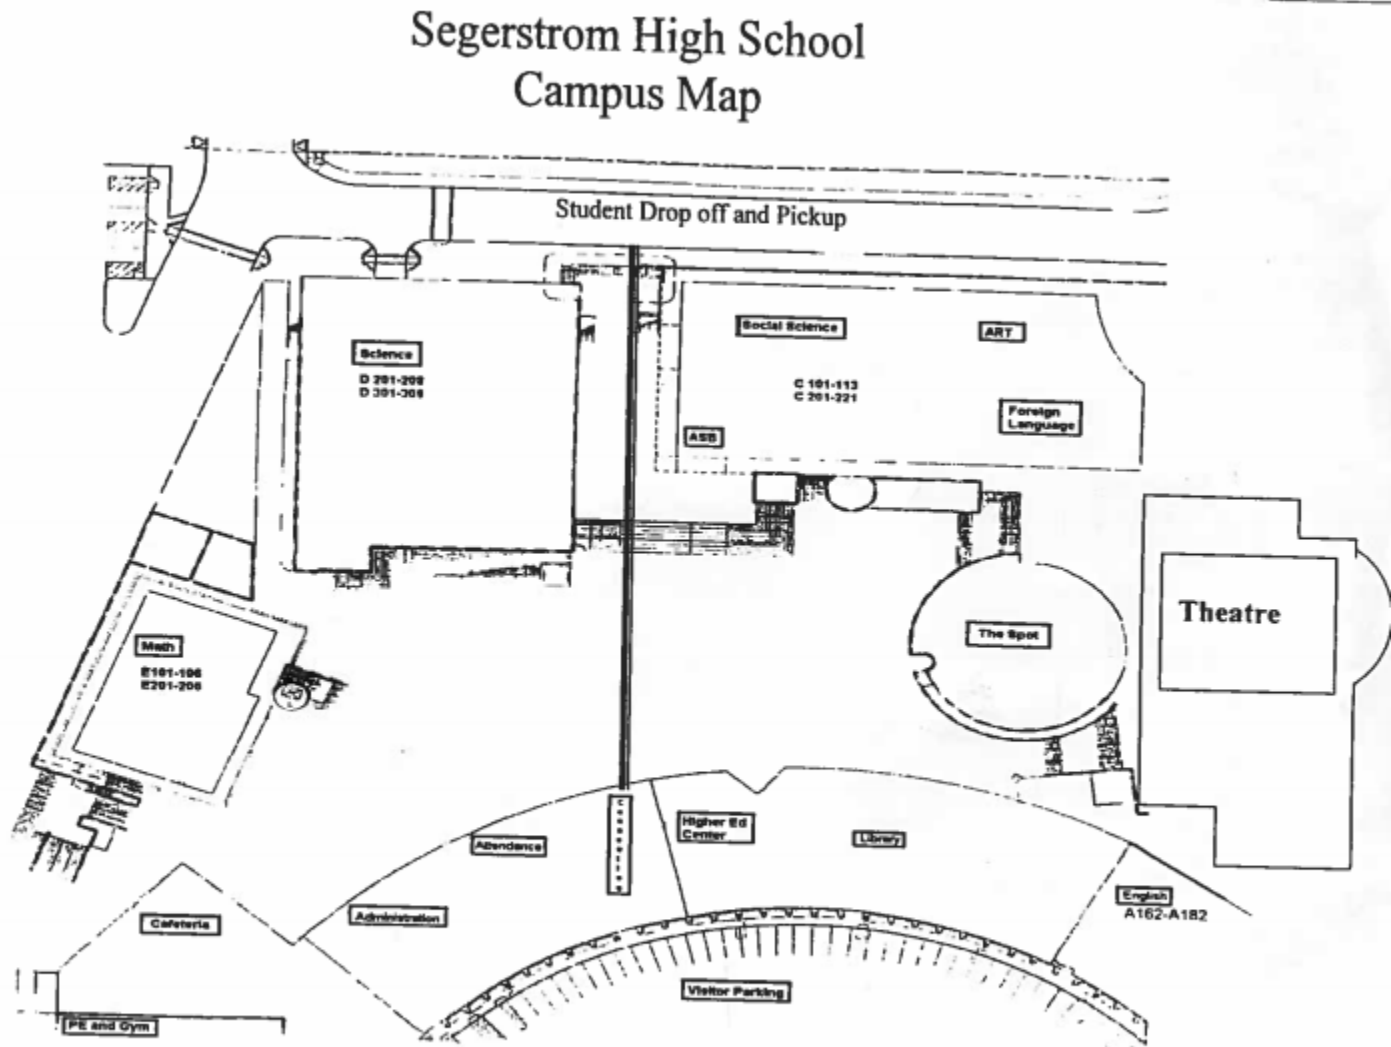 Segerstrom High School
Campus Map
Student Drop off and Pickup
Social Science
ART
Science
D 201-209
D 301-309
C 101-113
C 201-221
Foreign
Language
ASB
Theatre
The Spot
Math
E101-106
E201-206
Higher Ed
Center
Library
Attendance
Counseling
English
A162-A182
Administration
Cafeteria
Visitor Parking
PE and Gym